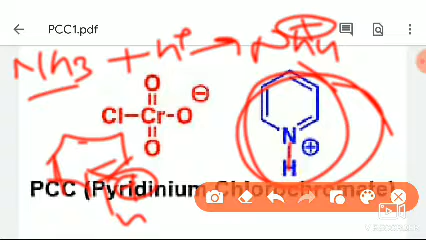 PCC1.pdf
NH3 + H⊕ → NH4
O
Cl-Cr-O ⊖
O
N ⊕
H
PCC (Pyridinium Chlorochromate)